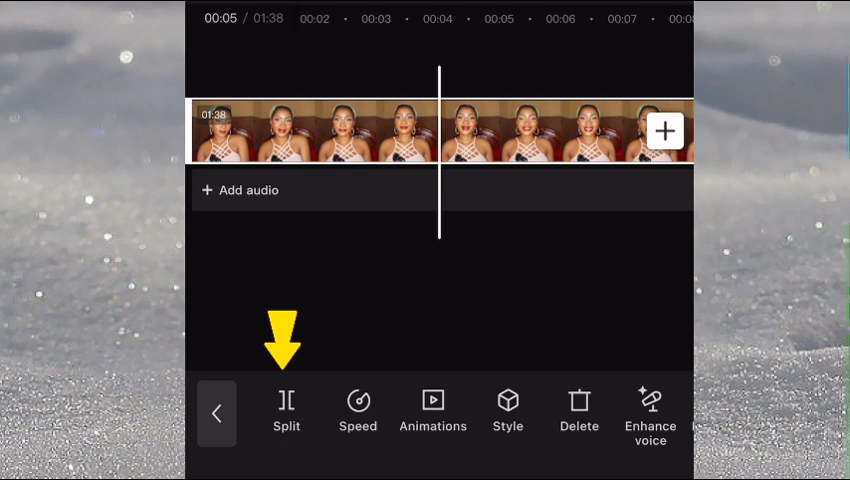 00:05 / 01:38 00:02 00:03 00:04 00:05 00:06 00:07
01:38
+ Add audio
Split Speed Animations Style Delete Enhance
voice